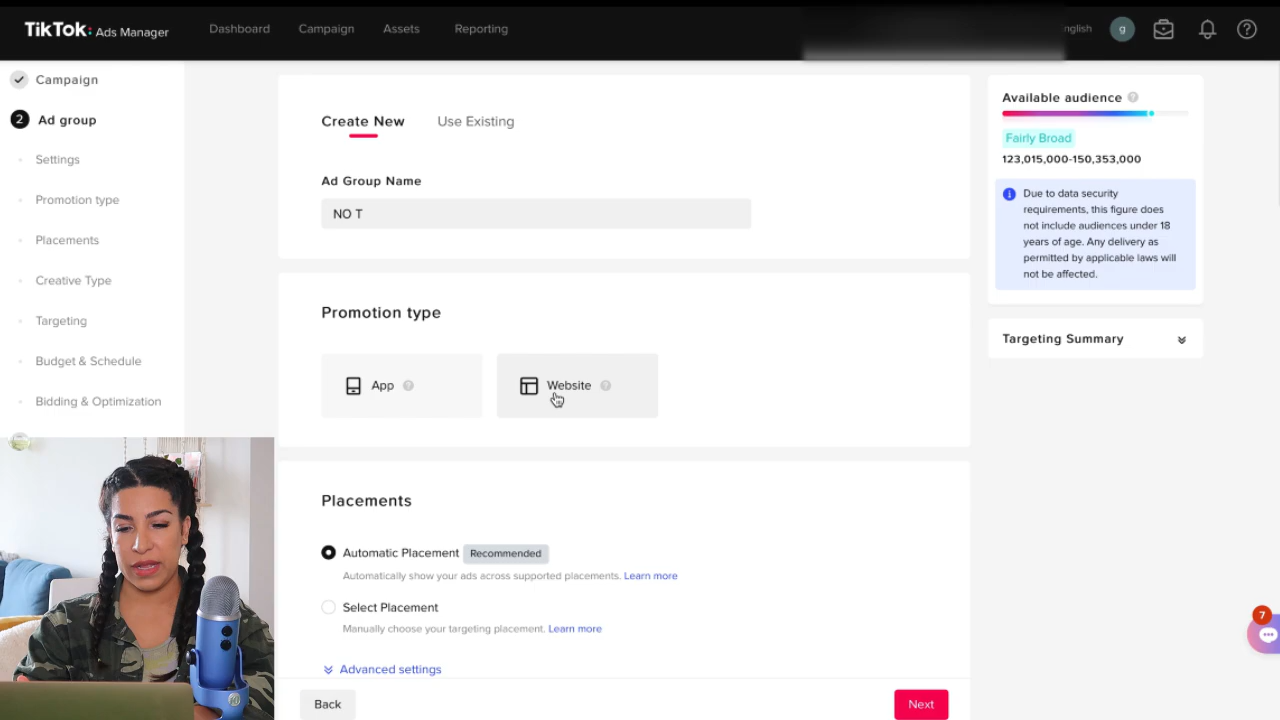 TikTok: Ads Manager
Dashboard
Campaign
Assets
Reporting
nglish
g
Campaign
2 Ad group
Settings
Promotion type
Placements
Creative Type
Targeting
Budget & Schedule
Bidding & Optimization
Create New
Use Existing
Ad Group Name
NO T
Promotion type
App ?
Website ?
Placements
Automatic Placement Recommended
Automatically show your ads across supported placements. Learn more
Select Placement
Manually choose your targeting placement. Learn more
Advanced settings
Back
Next
Available audience ?
Fairly Broad
123,015,000-150,353,000
Due to data security
requirements, this figure does
not include audiences under 18
years of age. Any delivery as
permitted by applicable laws will
not be affected.
Targeting Summary
7